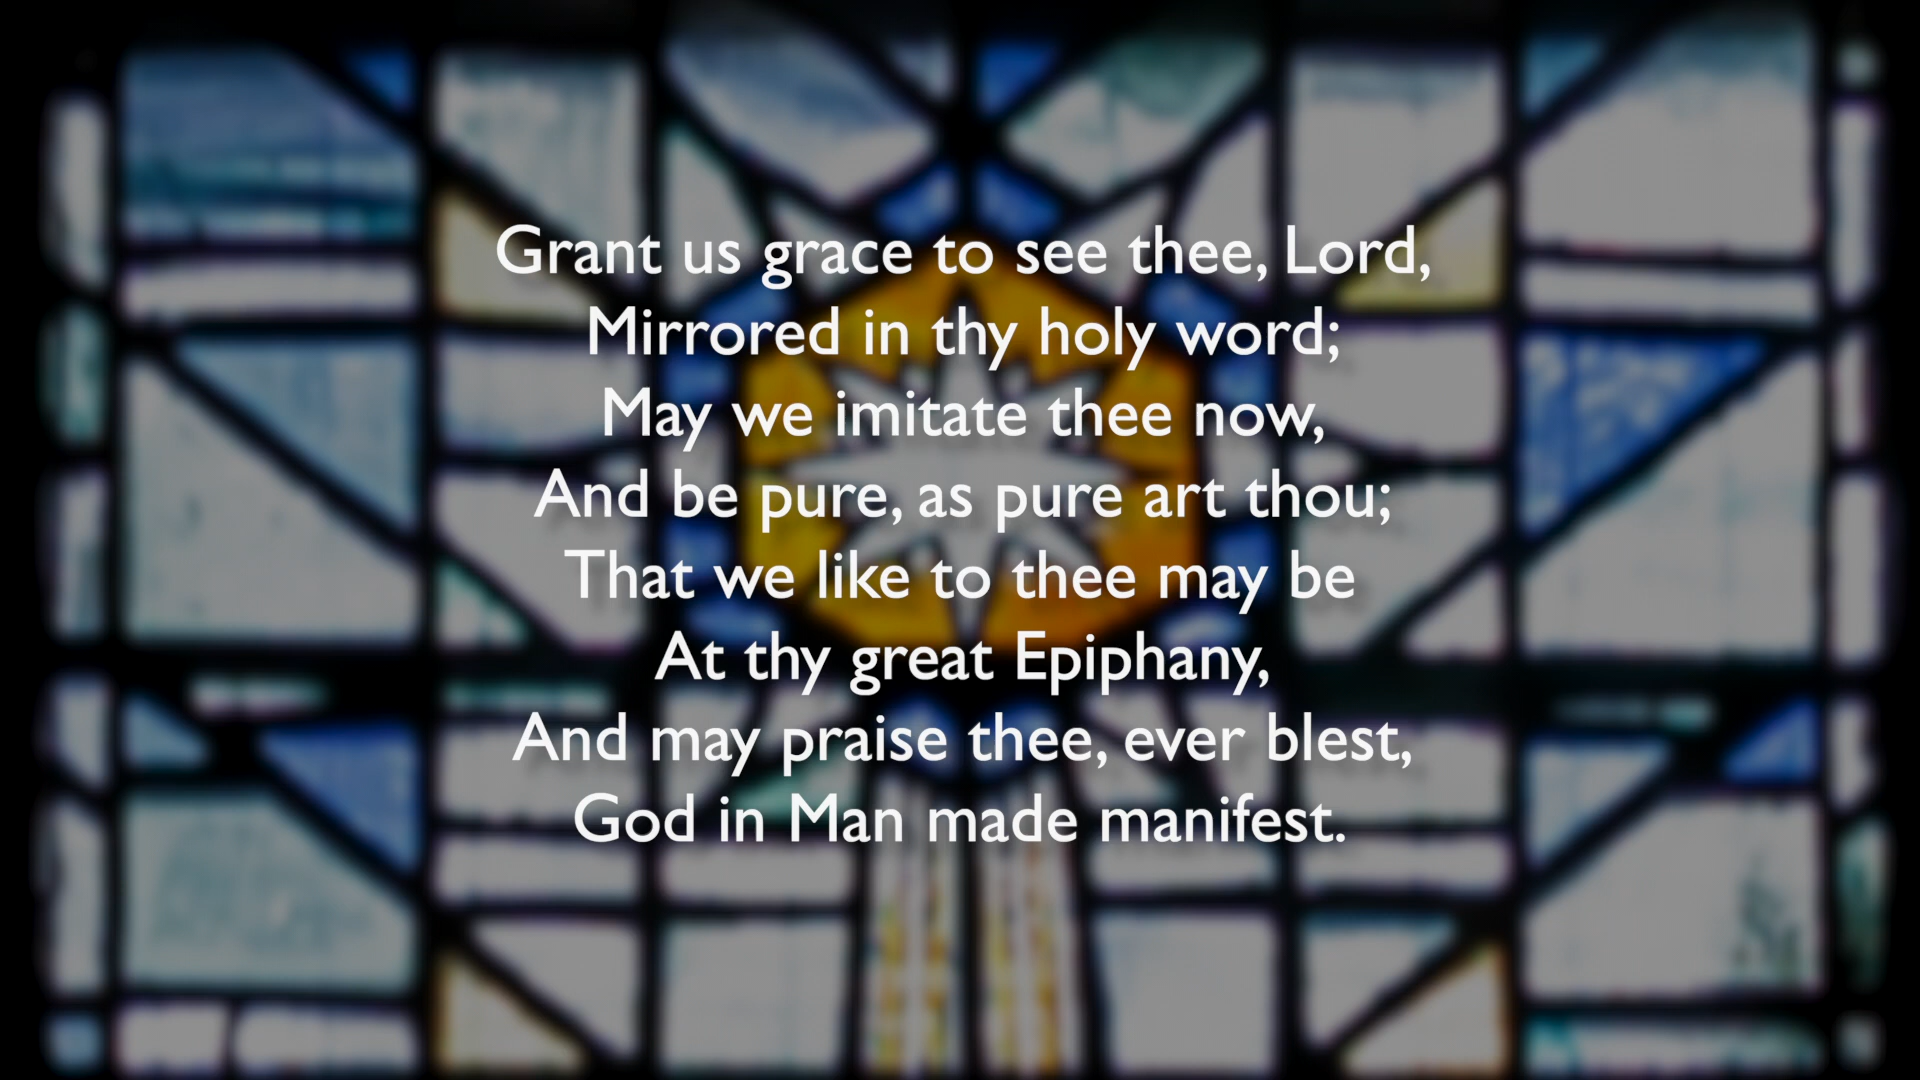 Grant us grace to see thee, Lord,
Mirrored in thy holy word;
May we imitate thee now,
And be pure, as pure art thou;
That we like to thee may be
At thy great Epiphany,
And may praise thee, ever blest,
God in Man made manifest.